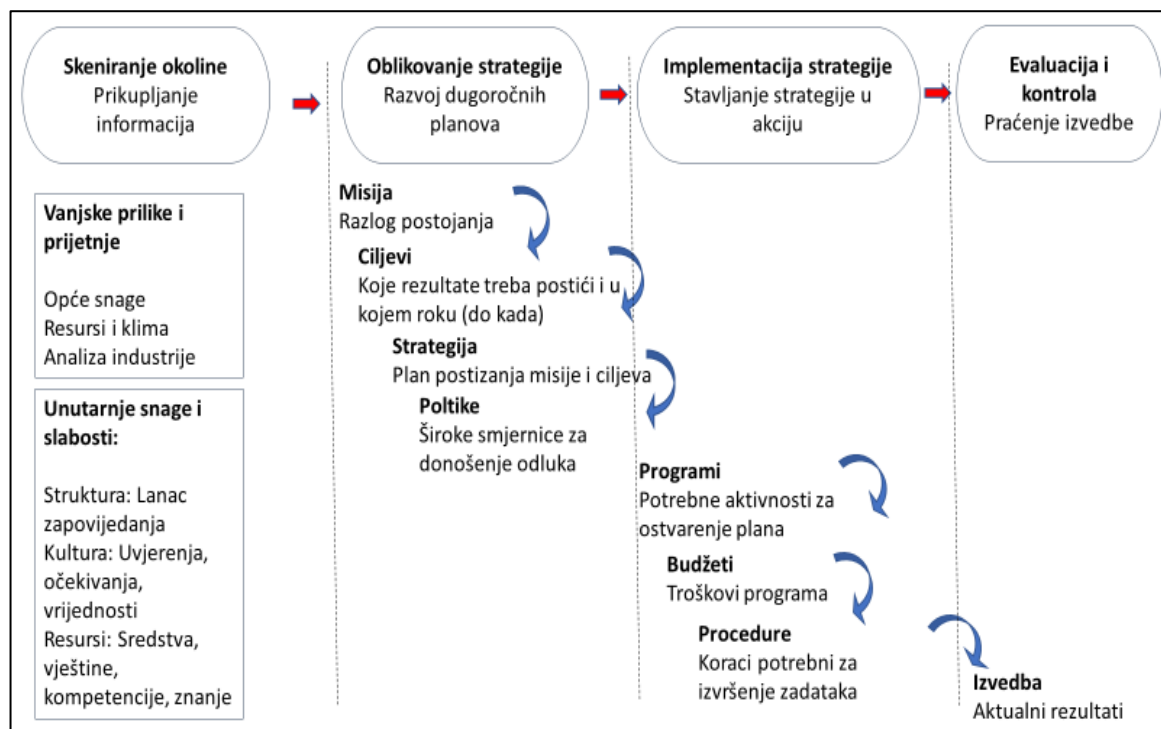 Skeniranje okoline
Prikupljanje
informacija
Oblikovanje strategije
Razvoj dugoročnih
planova
Implementacija strategije
Stavljanje strategije u
akciju
Evaluacija i
kontrola
Praćenje izvedbe
Vanjske prilike i
prijetnje
Opće snage
Resursi i klima
Analiza industrije
Unutarnje snage i
slabosti:
Struktura: Lanac
zapovijedanja
Kultura: Uvjerenja,
očekivanja,
vrijednosti
Resursi: Sredstva,
vještine,
kompetencije, znanje
Misija
Razlog postojanja
Ciljevi
Koje rezultate treba postići i u
kojem roku (do kada)
Strategija
Plan postizanja misije i ciljeva
Poltike
Široke smjernice za
donošenje odluka
Programi
Potrebne aktivnosti za
ostvarenje plana
Budžeti
Troškovi programa
Procedure
Koraci potrebni za
izvršenje zadataka
Izvedba
Aktualni rezultati